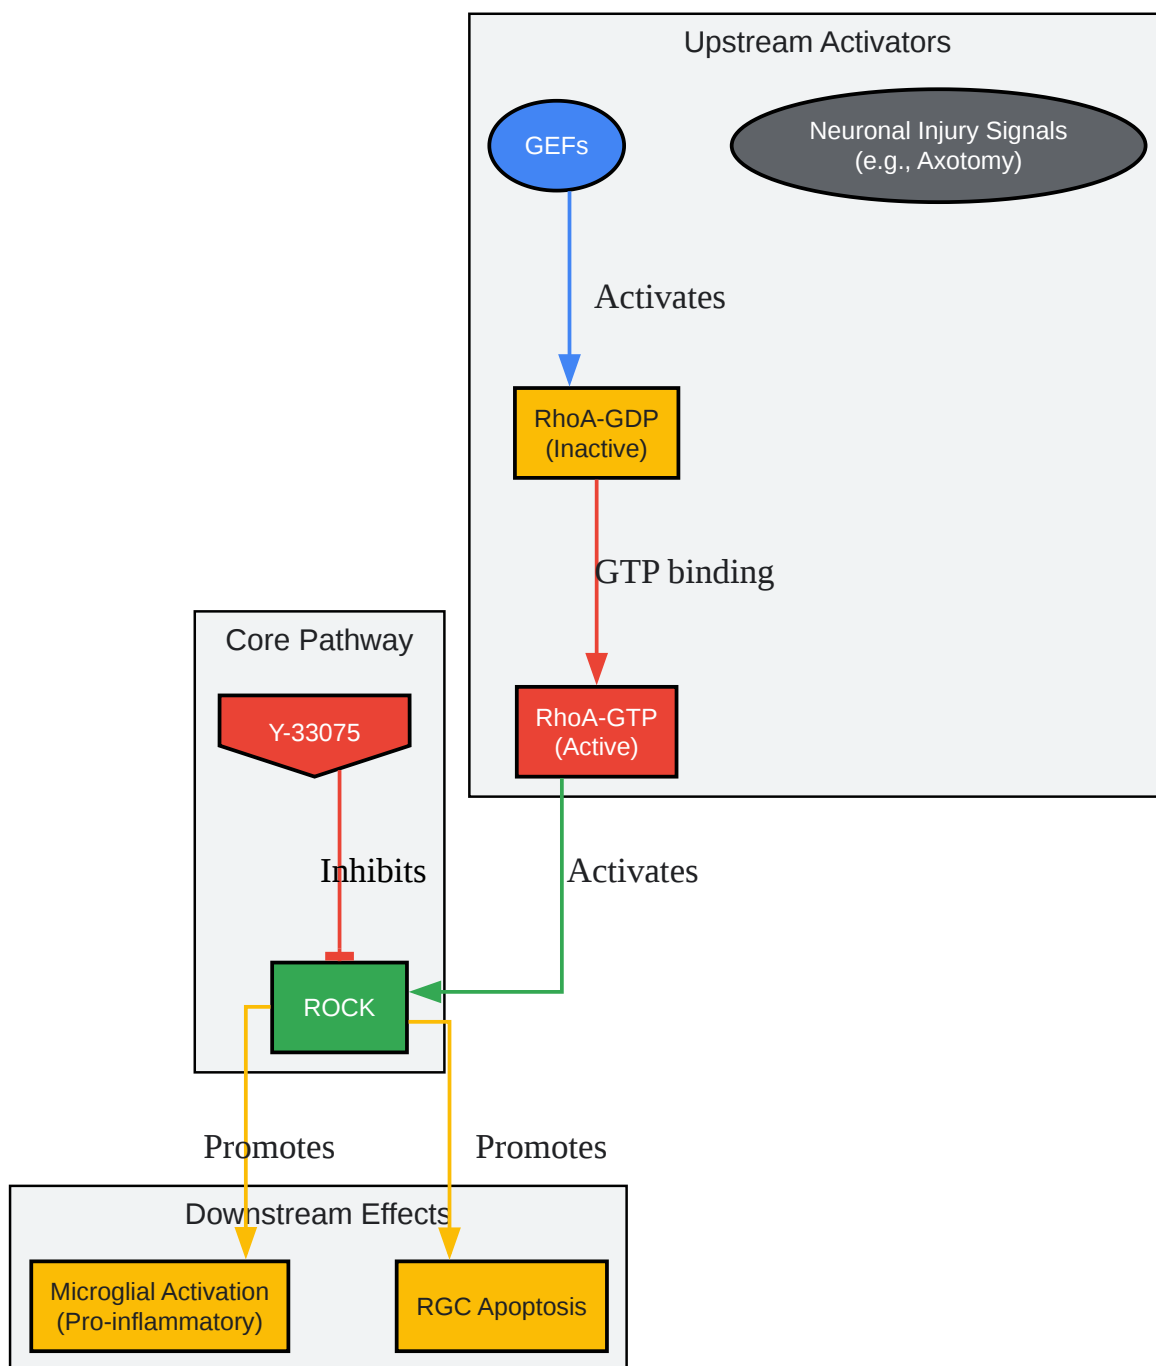 Upstream Activators
GEFs
Neuronal Injury Signals
(e.g., Axotomy)
Activates
RhoA-GDP
(Inactive)
GTP binding
Core Pathway
Y-33075
RhoA-GTP
(Active)
Inhibits
Activates
ROCK
Promotes
Promotes
Downstream Effects
Microglial Activation
(Pro-inflammatory)
RGC Apoptosis